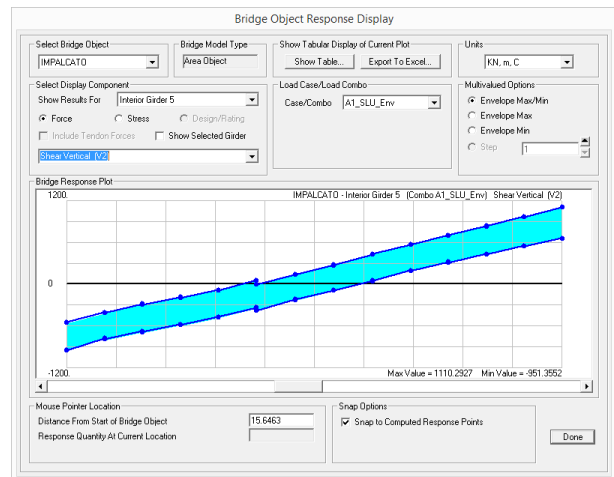 Bridge Object Response Display
Select Bridge Object
IMPALCATO
Bridge Model Type
Area Object
Show Tabular Display of Current Plot
Show Table...
Export To Excel...
Units
KN, m, C
Select Display Component
Show Results For
Interior Girder 5
Force
Stress
Design/Rating
Include Tendon Forces
Show Selected Girder
Shear Vertical (V2)
Load Case/Load Combo
Case/Combo
A1_SLU_Env
Multivalued Options
Envelope Max/Min
Envelope Max
Envelope Min
Step
1
Bridge Response Plot
1200.
IMPALCATO - Interior Girder 5 (Combo A1_SLU_Env) Shear Vertical (V2)
0
-1200.
Max Value = 1110.2927 Min Value = -951.3552
Mouse Pointer Location
Distance From Start of Bridge Object
15.6463
Response Quantity At Current Location
Snap Options
Snap to Computed Response Points
Done